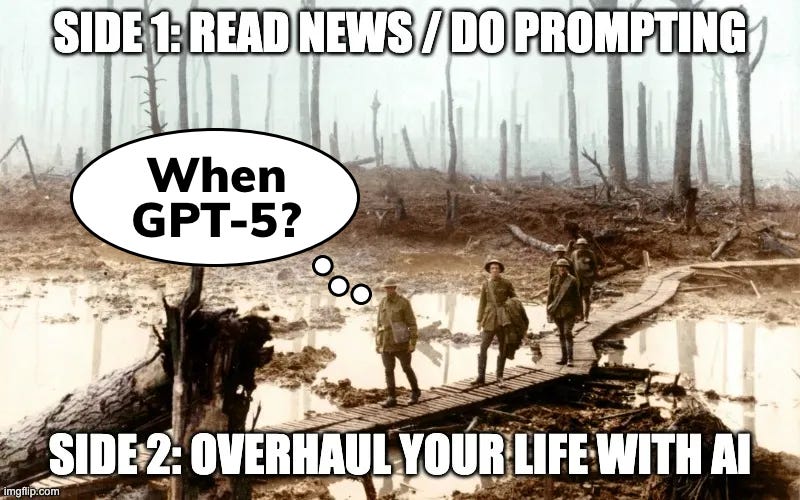 SIDE 1: READ NEWS / DO PROMPTING
When
GPT-5?
SIDE 2: OVERHAUL YOUR LIFE WITH AI
imgflip.com